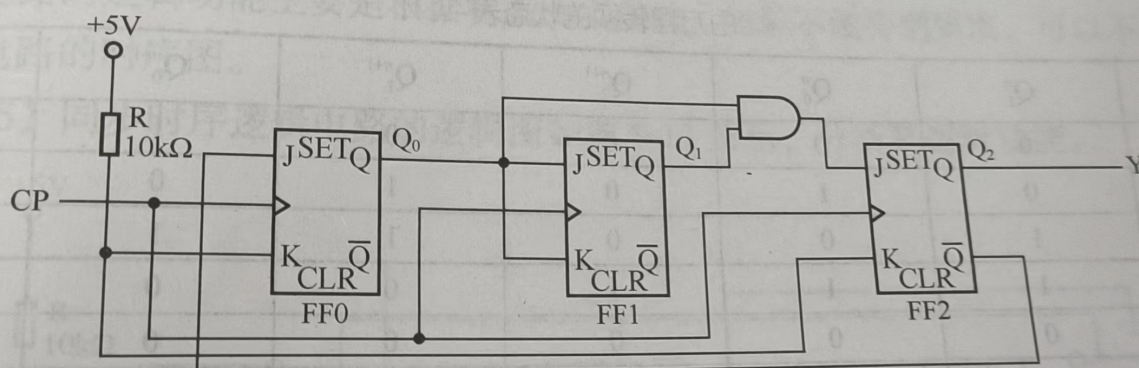 +5V
R
10kΩ
CP
J SET Q
K CLR Q̅
FF0
Q₀
J SET Q
K CLR Q̅
FF1
Q₁
J SET Q
K CLR Q̅
FF2
Q₂
Y